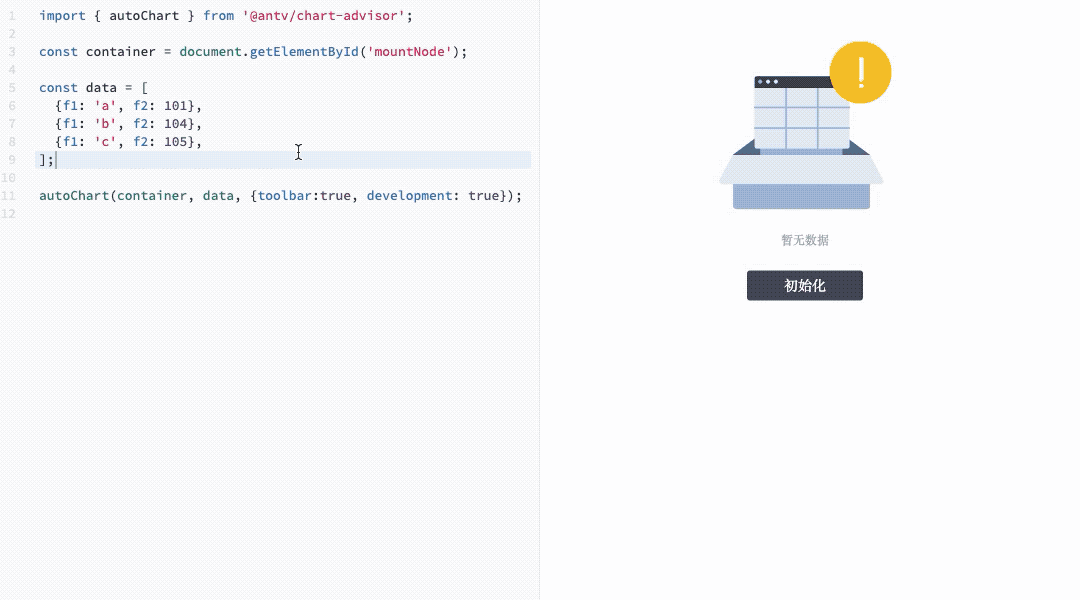 1 import { autoChart } from '@antv/chart-advisor';
2
3 const container = document.getElementById('mountNode');
4
5 const data = [
6 {f1: 'a', f2: 101},
7 {f1: 'b', f2: 104},
8 {f1: 'c', f2: 105},
9 ];
10
11 autoChart(container, data, {toolbar:true, development: true});
12
暂无数据
初始化